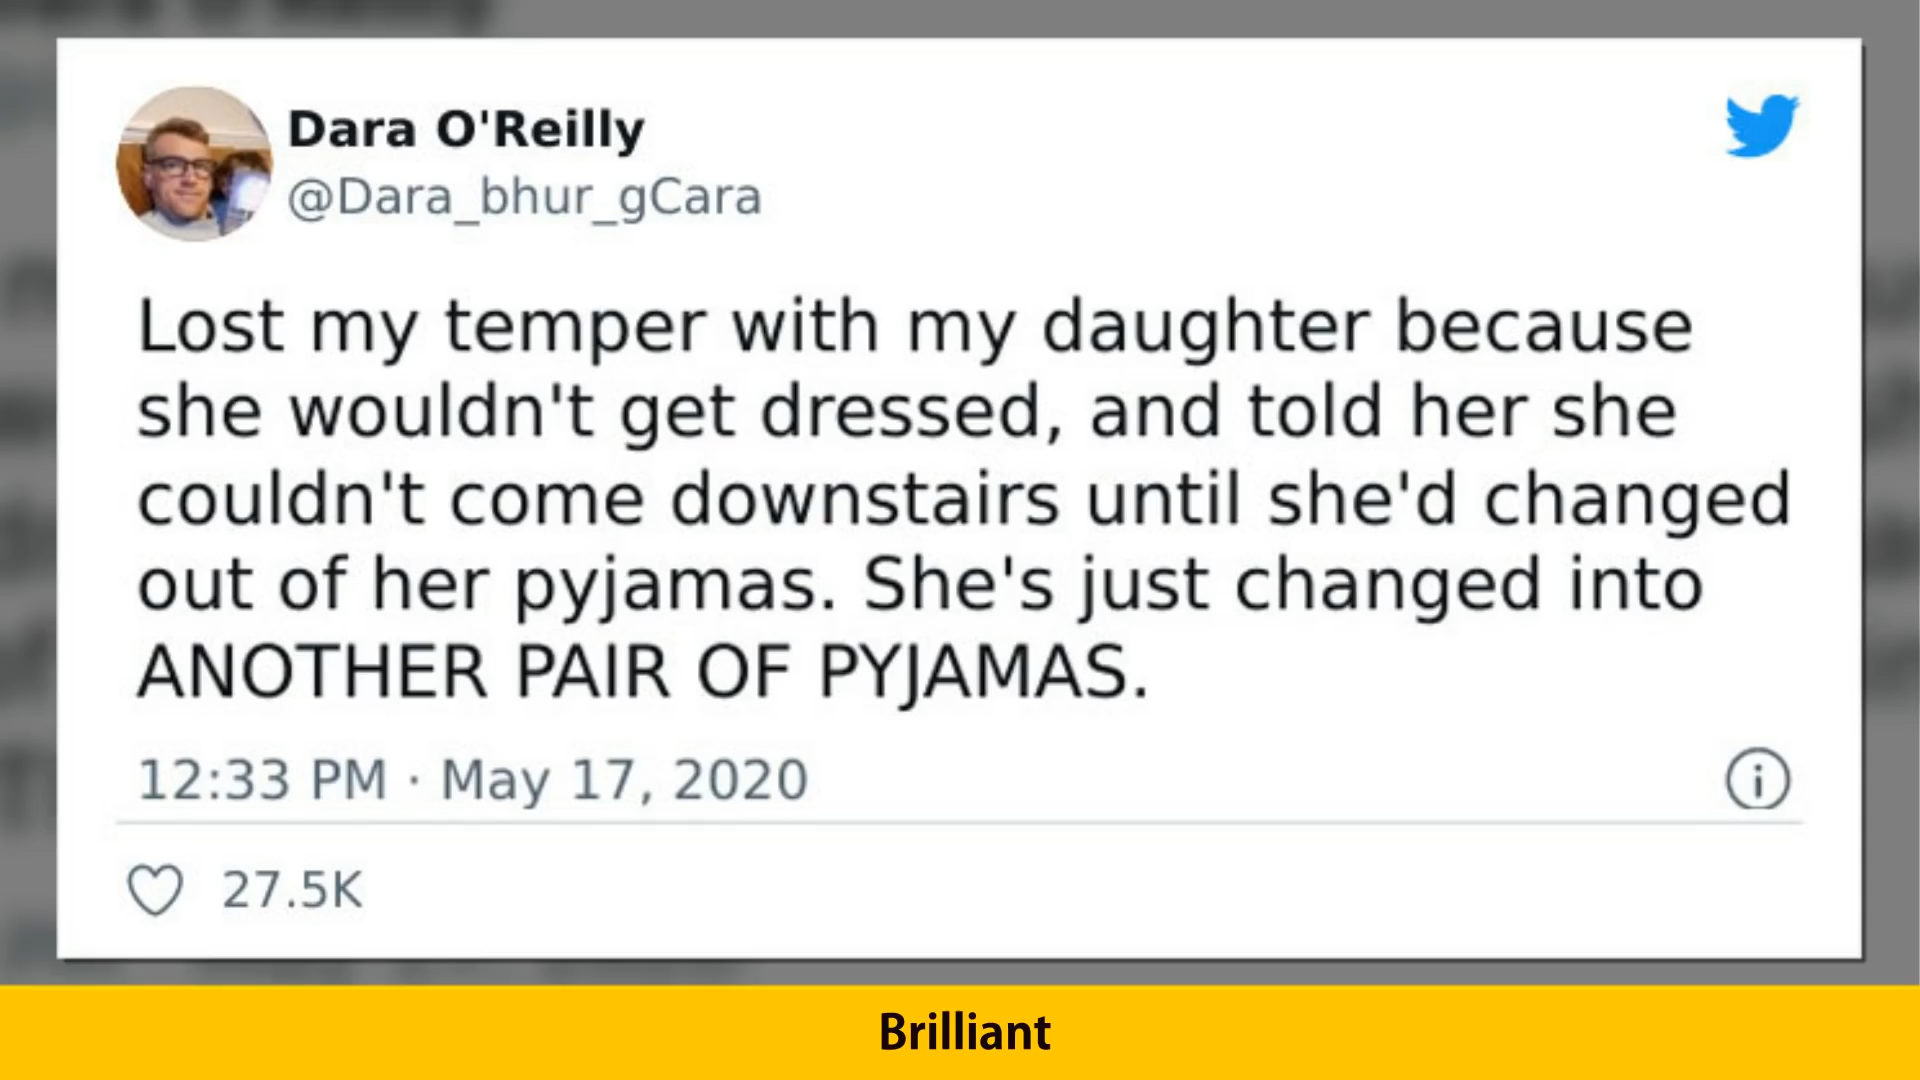 Dara O'Reilly
@Dara_bhur_gCara
Lost my temper with my daughter because
she wouldn't get dressed, and told her she
couldn't come downstairs until she'd changed
out of her pyjamas. She's just changed into
ANOTHER PAIR OF PYJAMAS.
12:33 PM · May 17, 2020
27.5K
Brilliant